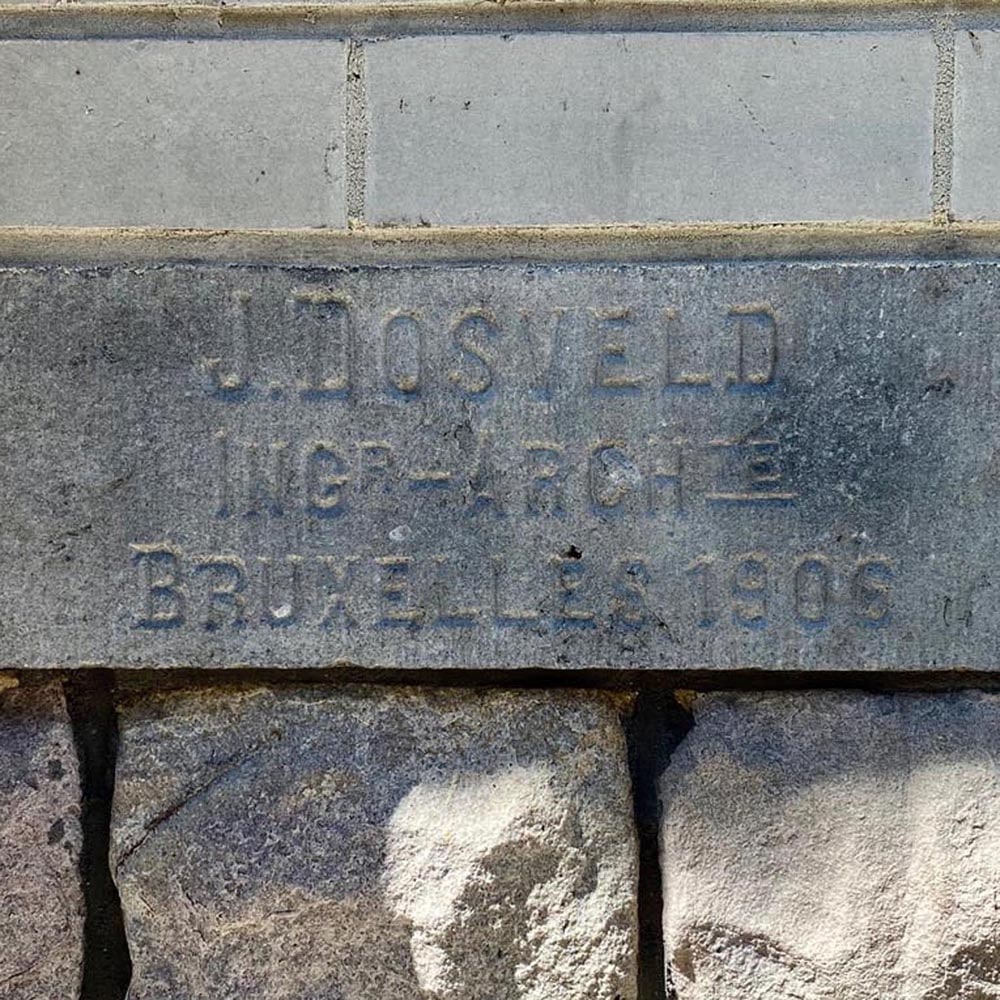 J. DOSVELD
INGR-ARCHTE
BRUXELLES 1906